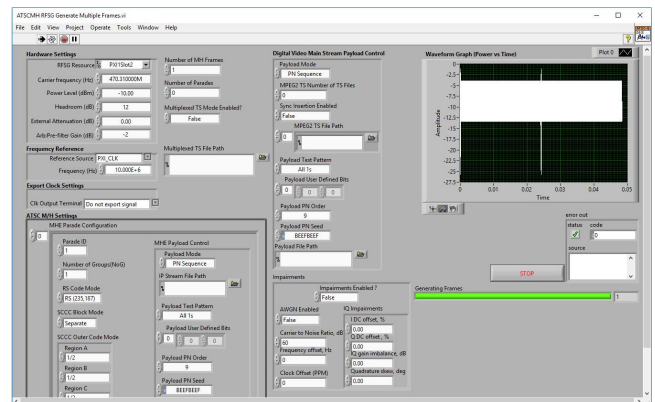 ATSCMH RFSG Generate Multiple Frames.vi
File Edit View Project Operate Tools Window Help
Hardware Settings
RFSG Resource PXI1Slot2
Carrier frequency (Hz) 470.310000M
Power Level (dBm) -10.00
Headroom (dB) 12
External Attenuation (dB) 0.00
Arb:Pre-filter Gain (dB) -2
Frequency Reference
Reference Source PXI_CLK
Frequency (Hz) 10.000E+6
Export Clock Settings
Clk Output Terminal Do not export signal
Number of MH Frames
1
Number of Parades
0
Multiplexed TS Mode Enabled?
False
Multiplexed TS File Path
ATSC M/H Settings
MHE Parade Configuration
0
Parade ID
1
Number of Groups(NoG)
1
RS Code Mode
RS (235,187)
SCCC Block Mode
Separate
SCCC Outer Code Mode
Region A
1/2
Region B
1/2
Region C
1/2
MHE Payload Control
Payload Mode
PN Sequence
IP Stream File Path
Payload Test Pattern
All 1s
Payload User Defined Bits
0 0 0 0
Payload PN Order
9
Payload PN Seed
BEEFBEEF
Digital Video Main Stream Payload Control
Payload Mode
PN Sequence
MPEG2 TS Number of TS Files
0
Sync Insertion Enabled
False
MPEG2 TS File Path
0
Payload Test Pattern
All 1s
Payload User Defined Bits
0 0 0 0
Payload PN Order
9
Payload PN Seed
BEEFBEEF
Payload File Path
Impairments
Impairments Enabled ?
False
AWGN Enabled
False
Carrier to Noise Ratio, dB
60
Frequency offset, Hz
0
Clock Offset (PPM)
0
IQ Impairments
I DC offset, %
0.00
Q DC offset , %
0.00
IQ gain imbalance, dB
0.00
Quadrature skew, deg
0.00
Waveform Graph (Power vs Time)
Plot 0
Amplitude
0-
-2.5-
-5-
-7.5-
-10-
-12.5-
-15-
-17.5-
-20-
-22.5-
-25-
-27.5-
0 0.01 0.02 0.03 0.04 0.05
Time
error out
status code
0
source
STOP
Generating Frames
1